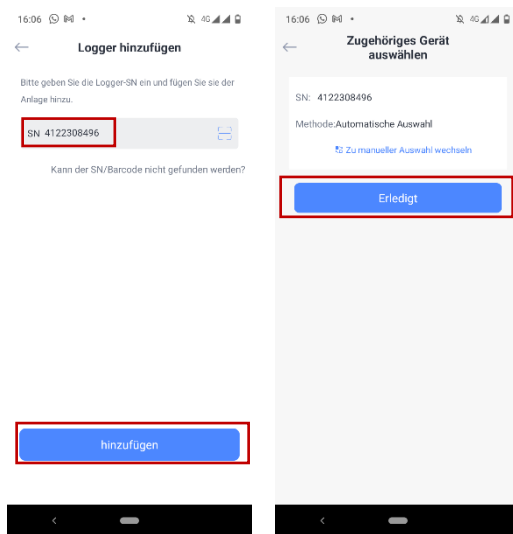 16:06
4G
Logger hinzufügen
Bitte geben Sie die Logger-SN ein und fügen Sie sie der
Anlage hinzu.
SN 4122308496
Kann der SN/Barcode nicht gefunden werden?
hinzufügen
16:06
4G
Zugehöriges Gerät
auswählen
SN: 4122308496
Methode:Automatische Auswahl
Zu manueller Auswahl wechseln
Erledigt